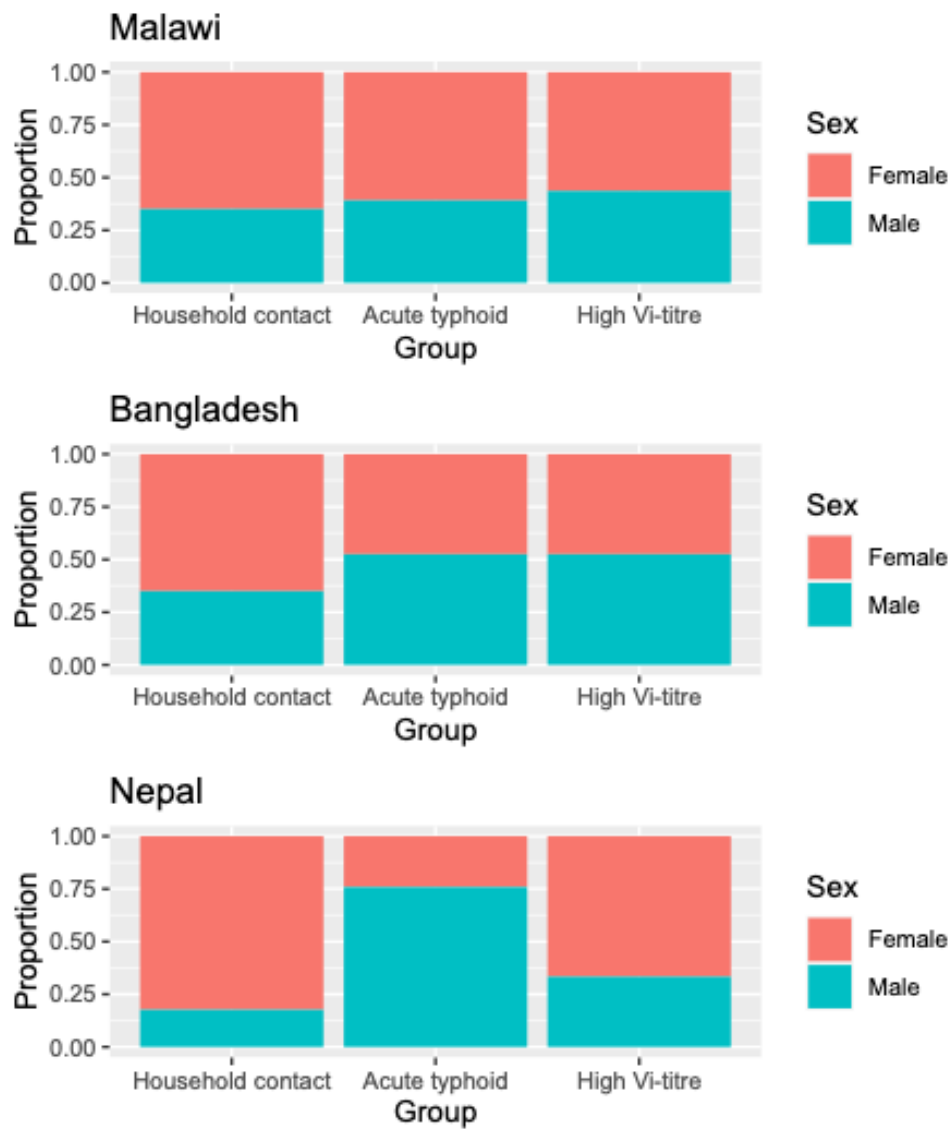 Malawi
1.00
0.75
0.50
0.25
0.00
Proportion
Household contact Acute typhoid High Vi-titre
Group
Sex
Female
Male
Bangladesh
1.00
0.75
0.50
0.25
0.00
Proportion
Household contact Acute typhoid High Vi-titre
Group
Sex
Female
Male
Nepal
1.00
0.75
0.50
0.25
0.00
Proportion
Household contact Acute typhoid High Vi-titre
Group
Sex
Female
Male